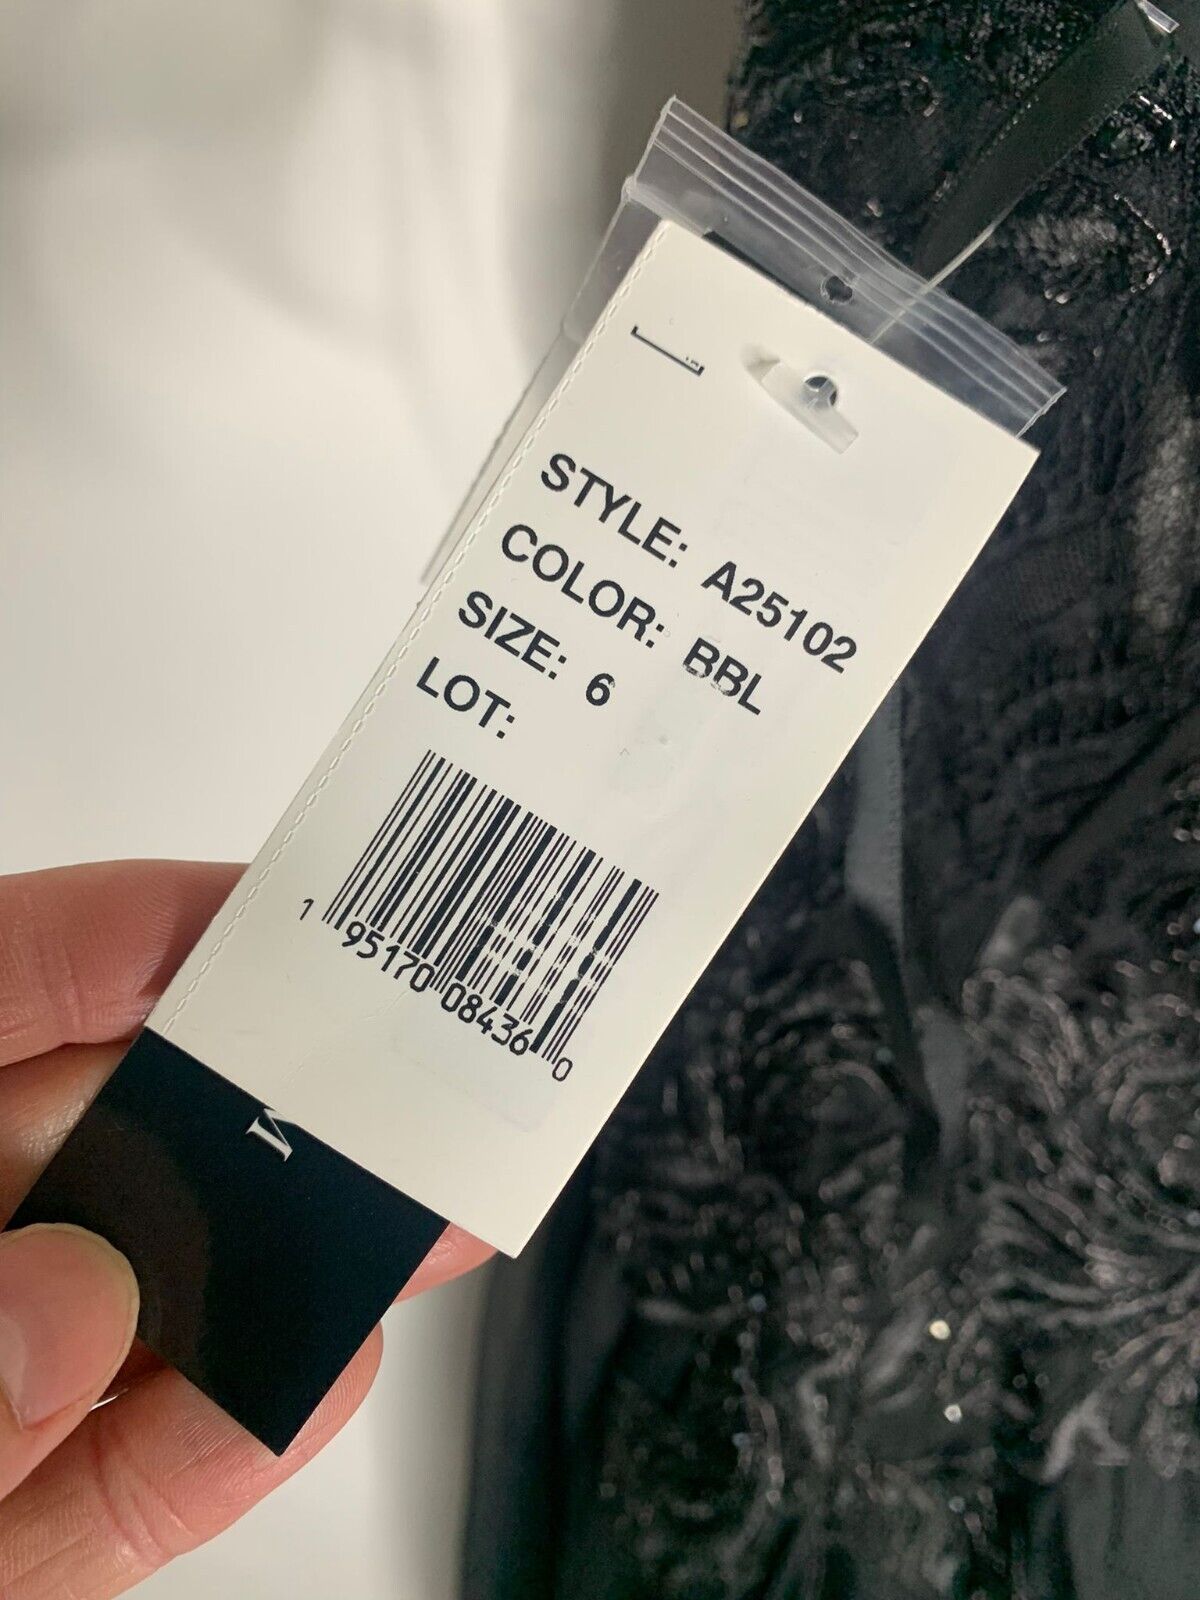 STYLE: A25102
COLOR: BBL
SIZE: 6
LOT:
1 95170 08436 0